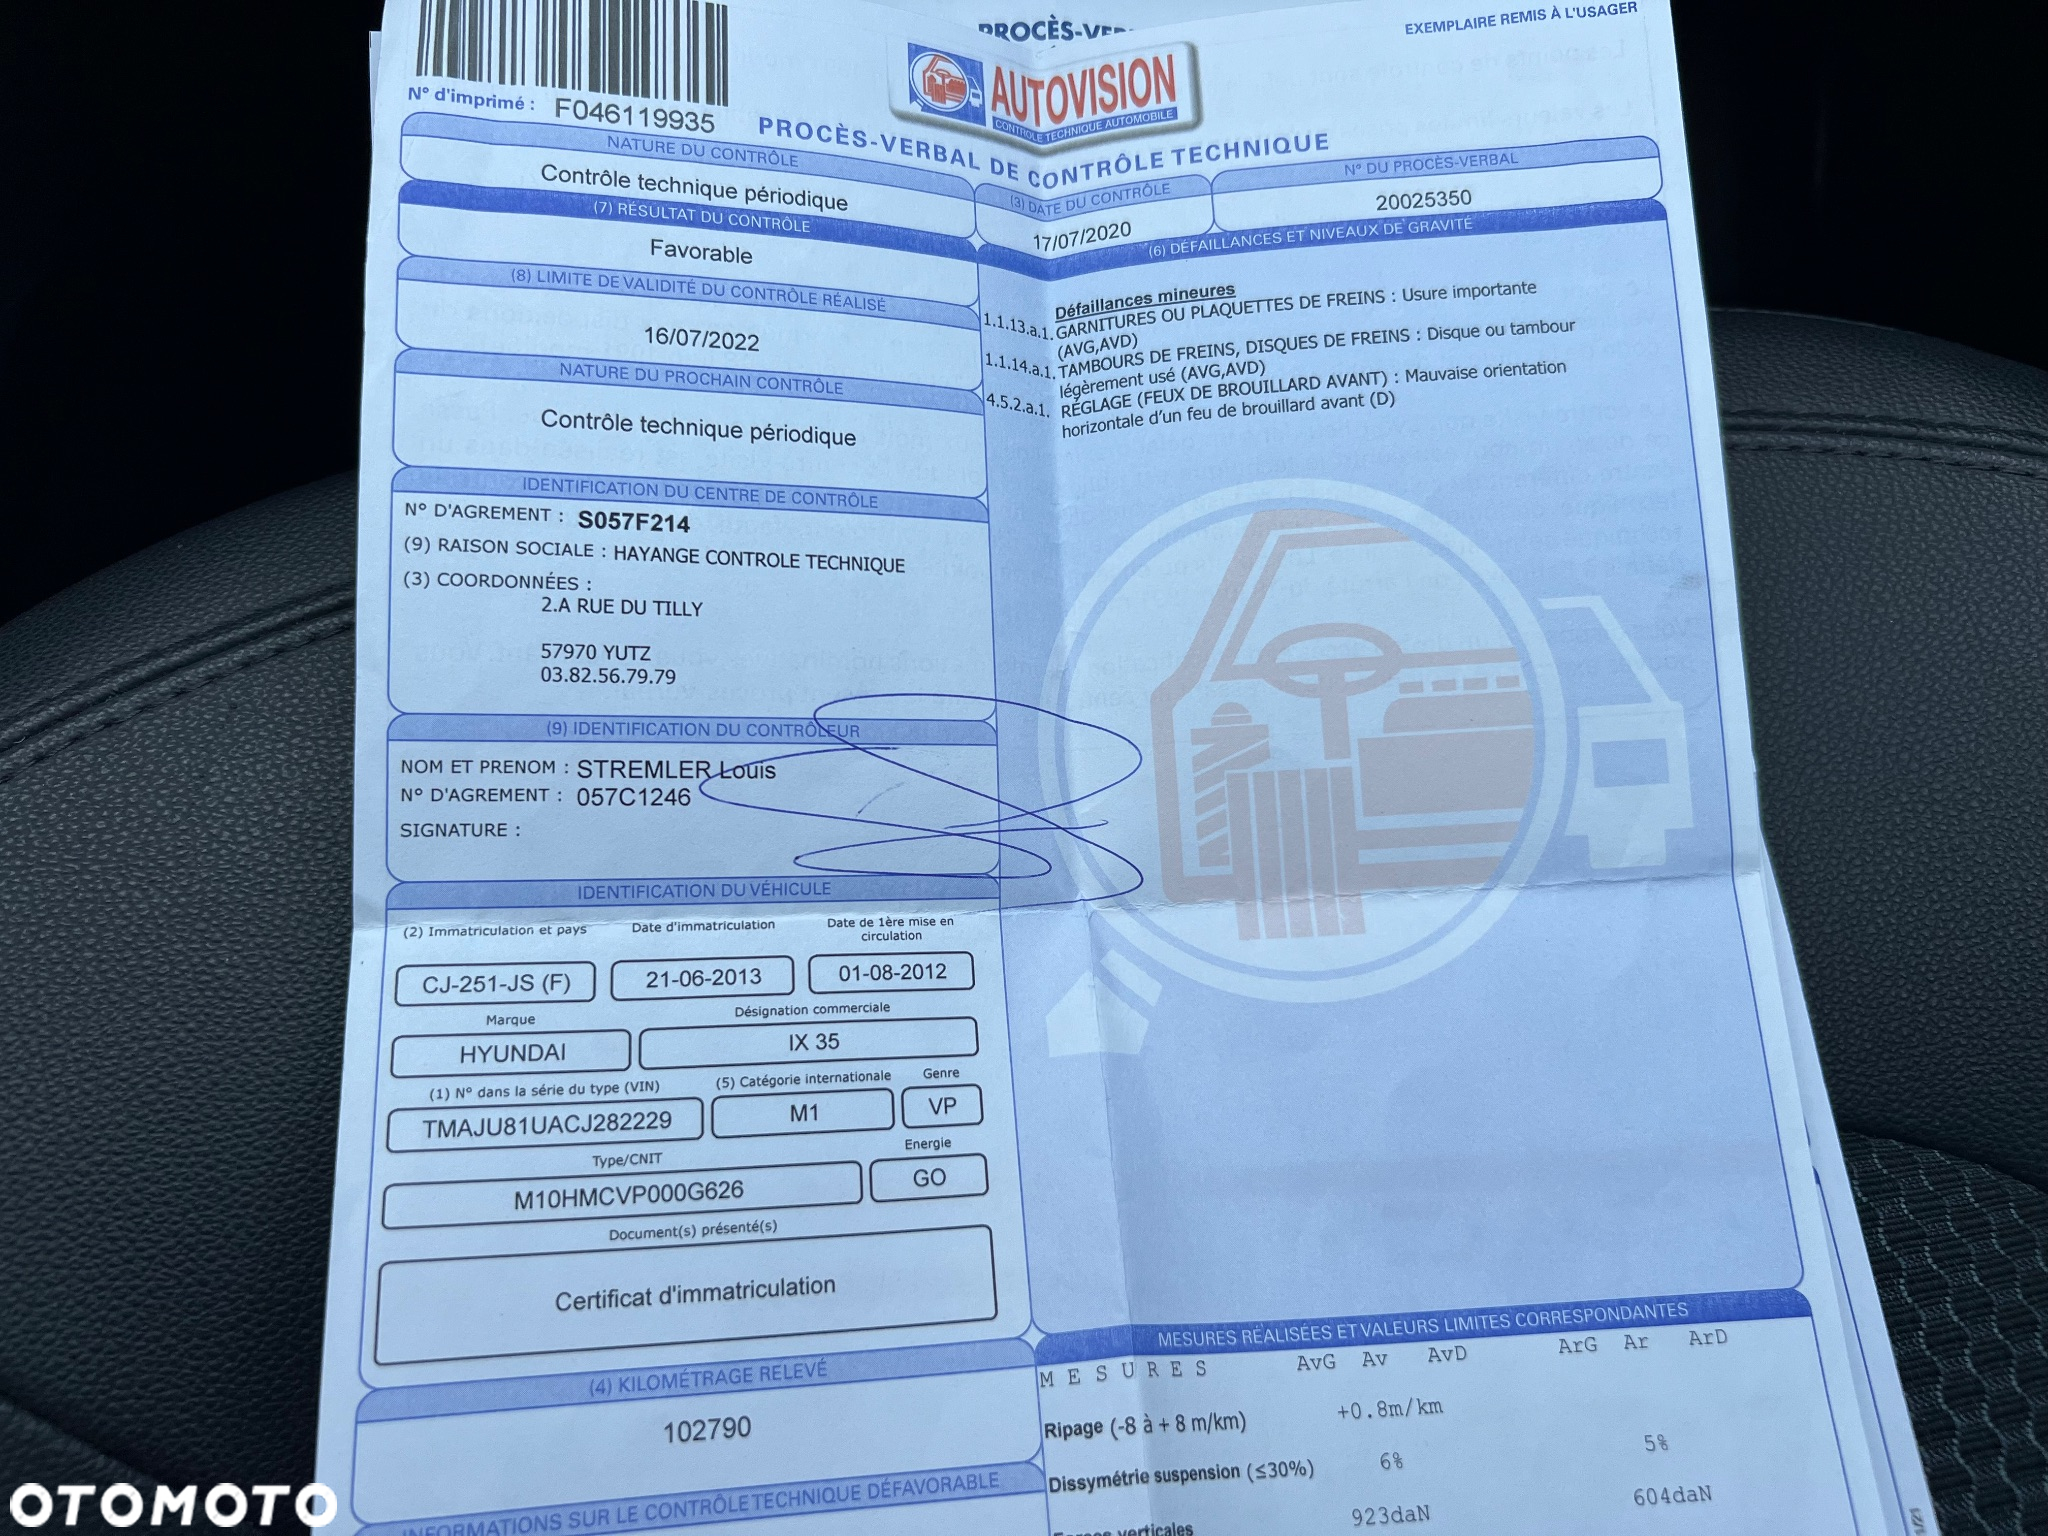 PROCÈS-VER
EXEMPLAIRE REMIS À L'USAGER
N° d'imprimé : F046119935
AUTOVISION
CONTROLE TECHNIQUE AUTOMOBILE
PROCÈS-VERBAL DE CONTRÔLE TECHNIQUE
NATURE DU CONTRÔLE
Contrôle technique périodique
(3) DATE DU CONTRÔLE
17/07/2020
N° DU PROCÈS-VERBAL
20025350
(7) RÉSULTAT DU CONTRÔLE
Favorable
(8) LIMITE DE VALIDITÉ DU CONTRÔLE RÉALISÉ
16/07/2022
NATURE DU PROCHAIN CONTRÔLE
Contrôle technique périodique
(6) DÉFAILLANCES ET NIVEAUX DE GRAVITÉ
Défaillances mineures
1.1.13.a.1. GARNITURES OU PLAQUETTES DE FREINS : Usure importante
(AVG,AVD)
1.1.14.a.1. TAMBOURS DE FREINS, DISQUES DE FREINS : Disque ou tambour
légèrement usé (AVG,AVD)
4.5.2.a.1. RÉGLAGE (FEUX DE BROUILLARD AVANT) : Mauvaise orientation
horizontale d'un feu de brouillard avant (D)
IDENTIFICATION DU CENTRE DE CONTRÔLE
N° D'AGREMENT : S057F214
(9) RAISON SOCIALE : HAYANGE CONTROLE TECHNIQUE
(3) COORDONNÉES :
2.A RUE DU TILLY
57970 YUTZ
03.82.56.79.79
(9) IDENTIFICATION DU CONTRÔLEUR
NOM ET PRENOM : STREMLER Louis
N° D'AGREMENT : 057C1246
SIGNATURE :
IDENTIFICATION DU VÉHICULE
(2) Immatriculation et pays Date d'immatriculation Date de 1ère mise en
circulation
CJ-251-JS (F) 21-06-2013 01-08-2012
Marque Désignation commerciale
HYUNDAI IX 35
(1) N° dans la série du type (VIN) (5) Catégorie internationale Genre
TMAJU81UACJ282229 M1 VP
Type/CNIT Energie
M10HMCVP000G626 GO
Document(s) présenté(s)
Certificat d'immatriculation
(4) KILOMÉTRAGE RELEVÉ
102790
INFORMATIONS SUR LE CONTRÔLE TECHNIQUE DÉFAVORABLE
MESURES RÉALISÉES ET VALEURS LIMITES CORRESPONDANTES
MESURES AvG Av AvD ArG Ar ArD
Ripage (-8 à + 8 m/km) +0.8m/km
Dissymétrie suspension (≤30%) 6% 5%
verticales 923daN 604daN
OTOMOTO